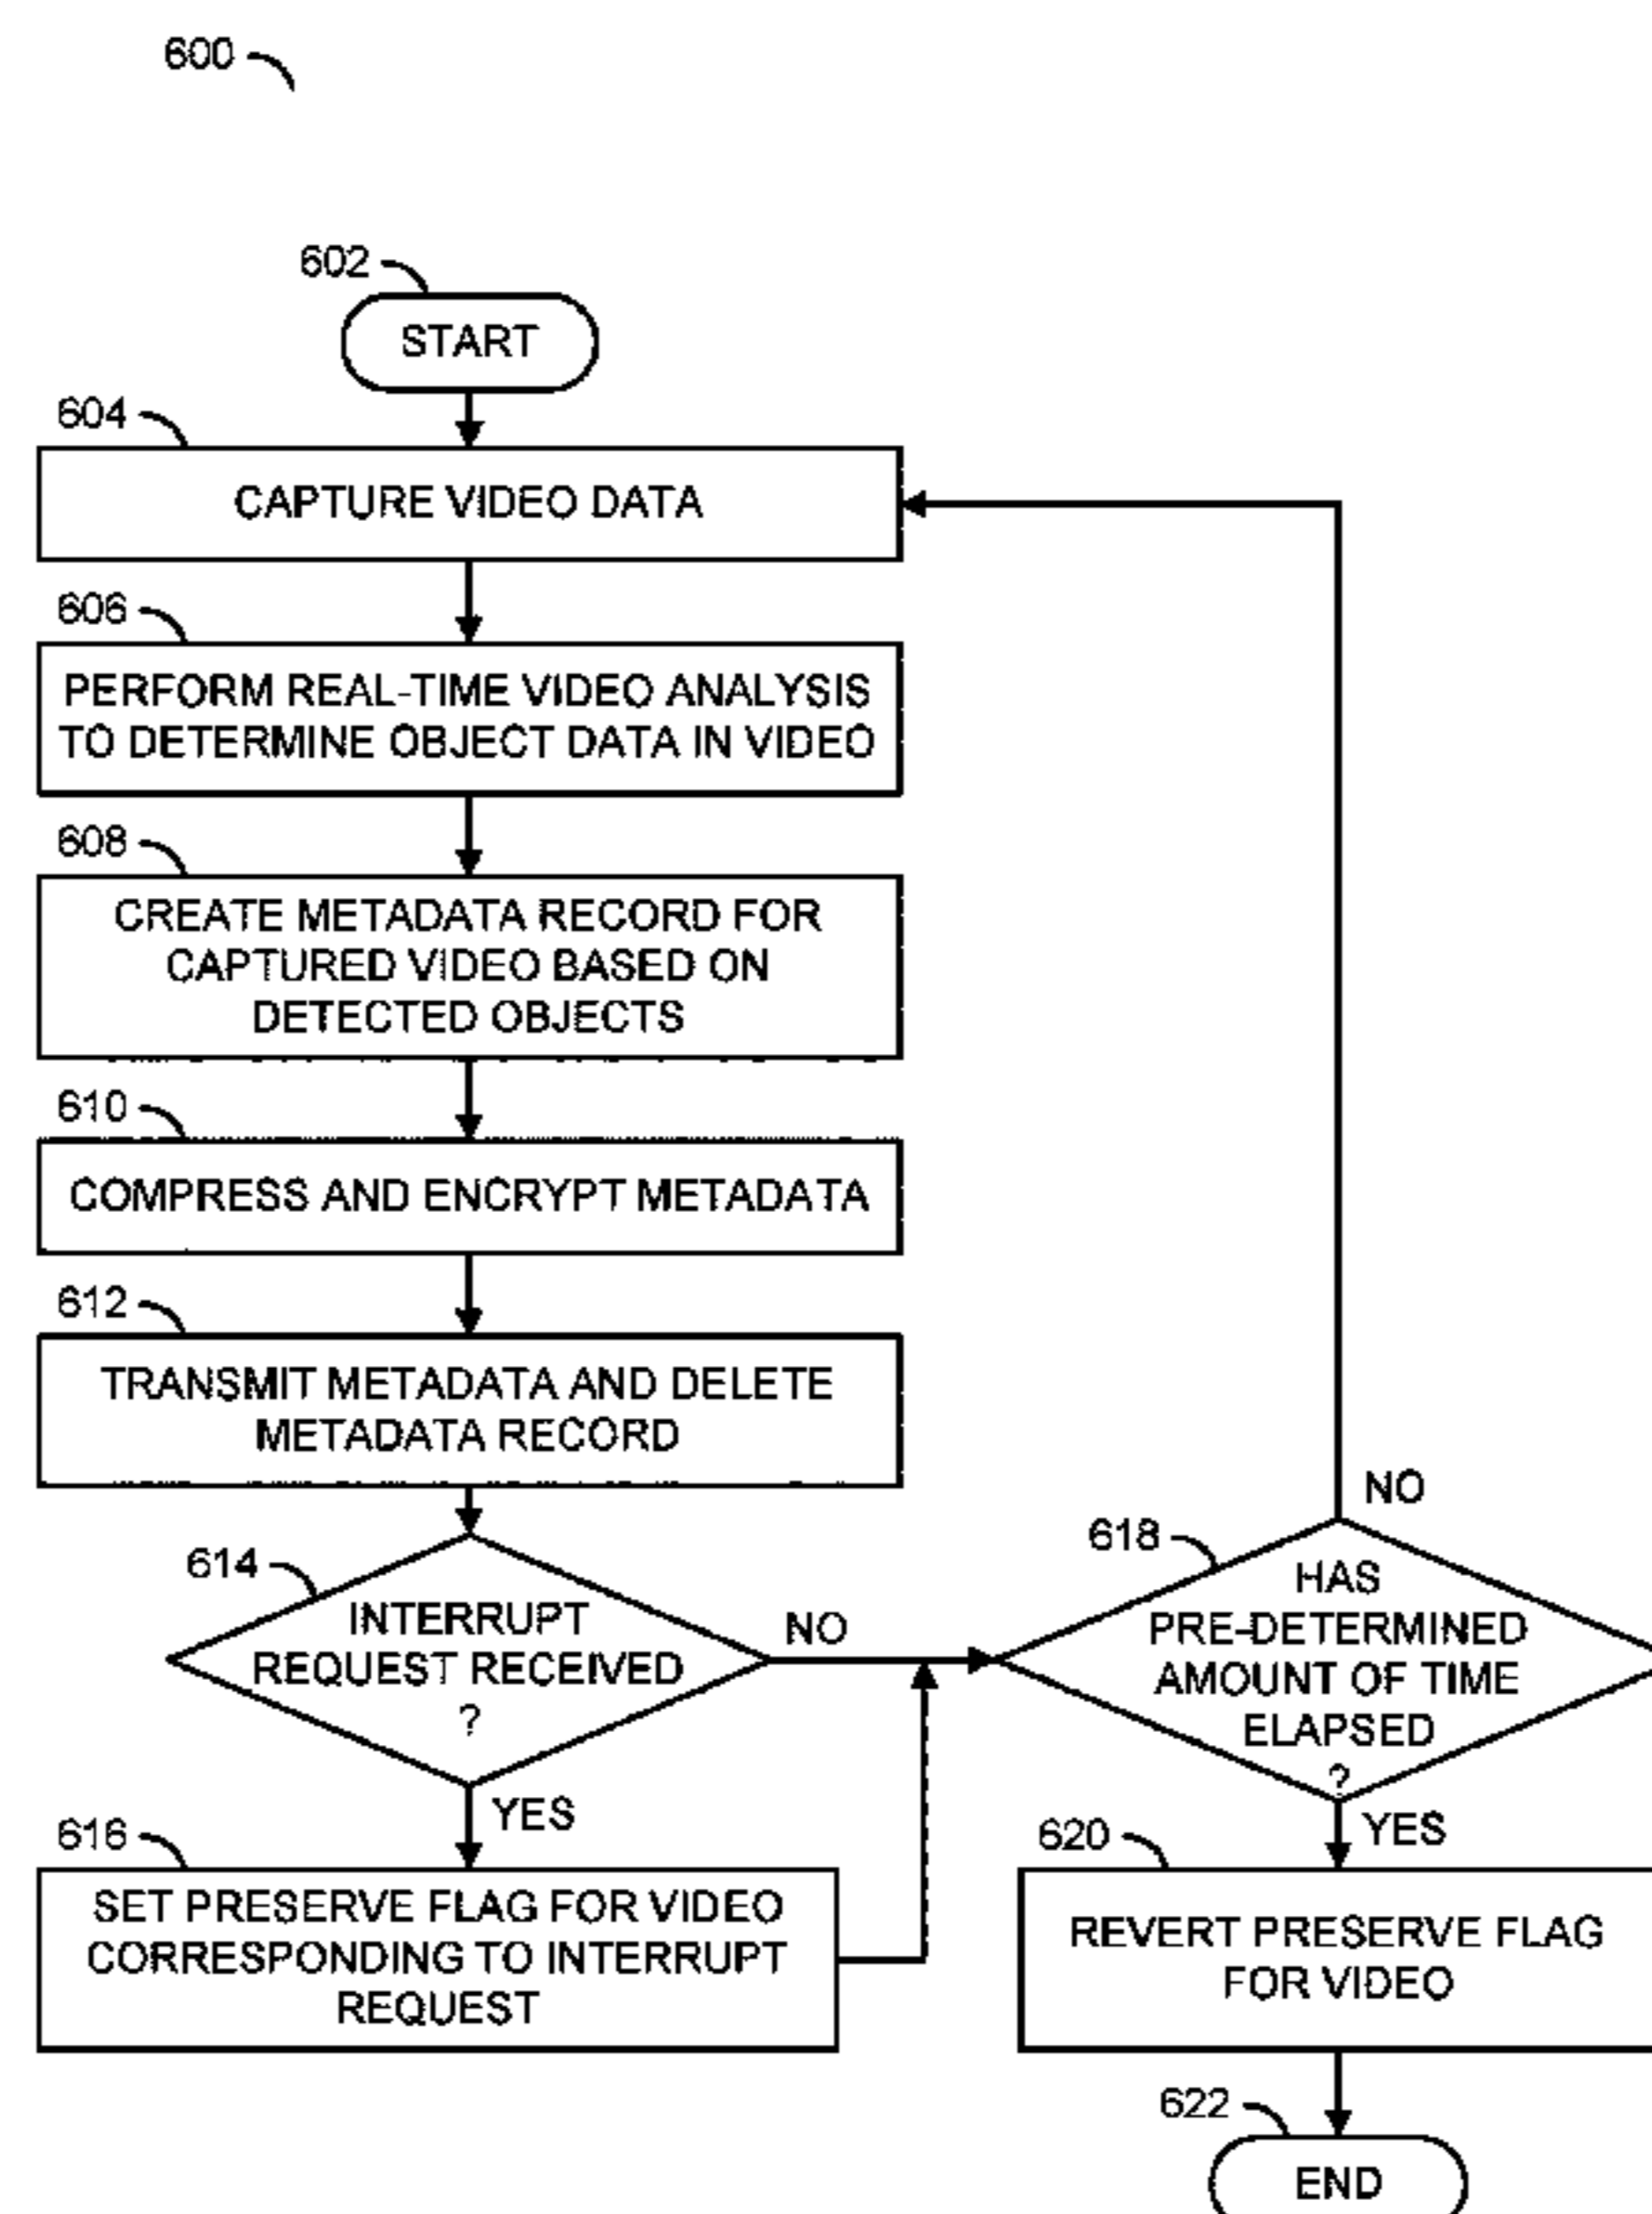 600
602
START
604
CAPTURE VIDEO DATA
606
PERFORM REAL-TIME VIDEO ANALYSIS
TO DETERMINE OBJECT DATA IN VIDEO
608
CREATE METADATA RECORD FOR
CAPTURED VIDEO BASED ON
DETECTED OBJECTS
610
COMPRESS AND ENCRYPT METADATA
612
TRANSMIT METADATA AND DELETE
METADATA RECORD
614
INTERRUPT
REQUEST RECEIVED
?
NO
YES
616
SET PRESERVE FLAG FOR VIDEO
CORRESPONDING TO INTERRUPT
REQUEST
618
HAS
PRE-DETERMINED
AMOUNT OF TIME
ELAPSED
?
NO
YES
620
REVERT PRESERVE FLAG
FOR VIDEO
622
END